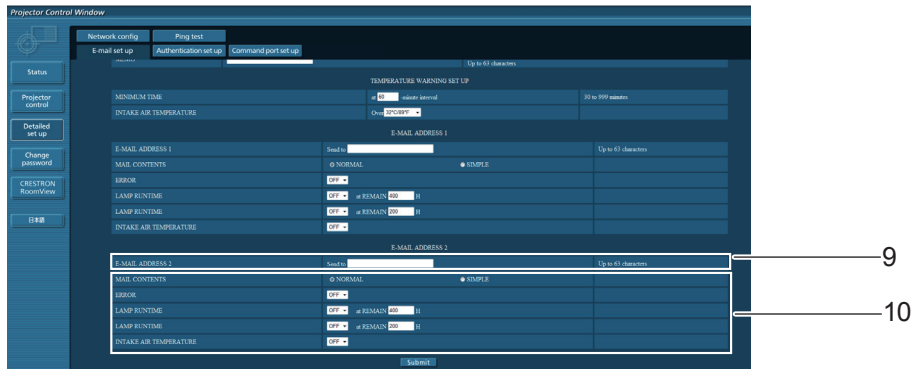 Projector Control Window
Network config Ping test
E-mail set up Authentication set up Command port set up
Status
Projector control
Detailed set up
Change password
CRESTRON RoomView
日本語
MEMO Up to 63 characters
TEMPERATURE WARNING SET UP
MINIMUM TIME at 60 -minute interval 30 to 999 minutes
INTAKE AIR TEMPERATURE Over 32°C/89°F
E-MAIL ADDRESS 1
E-MAIL ADDRESS 1 Send to Up to 63 characters
MAIL CONTENTS NORMAL SIMPLE
ERROR OFF
LAMP RUNTIME OFF at REMAIN 400 H
LAMP RUNTIME OFF at REMAIN 200 H
INTAKE AIR TEMPERATURE OFF
E-MAIL ADDRESS 2
E-MAIL ADDRESS 2 Send to Up to 63 characters 9
MAIL CONTENTS NORMAL SIMPLE
ERROR OFF
LAMP RUNTIME OFF at REMAIN 400 H 10
LAMP RUNTIME OFF at REMAIN 200 H
INTAKE AIR TEMPERATURE OFF
Submit